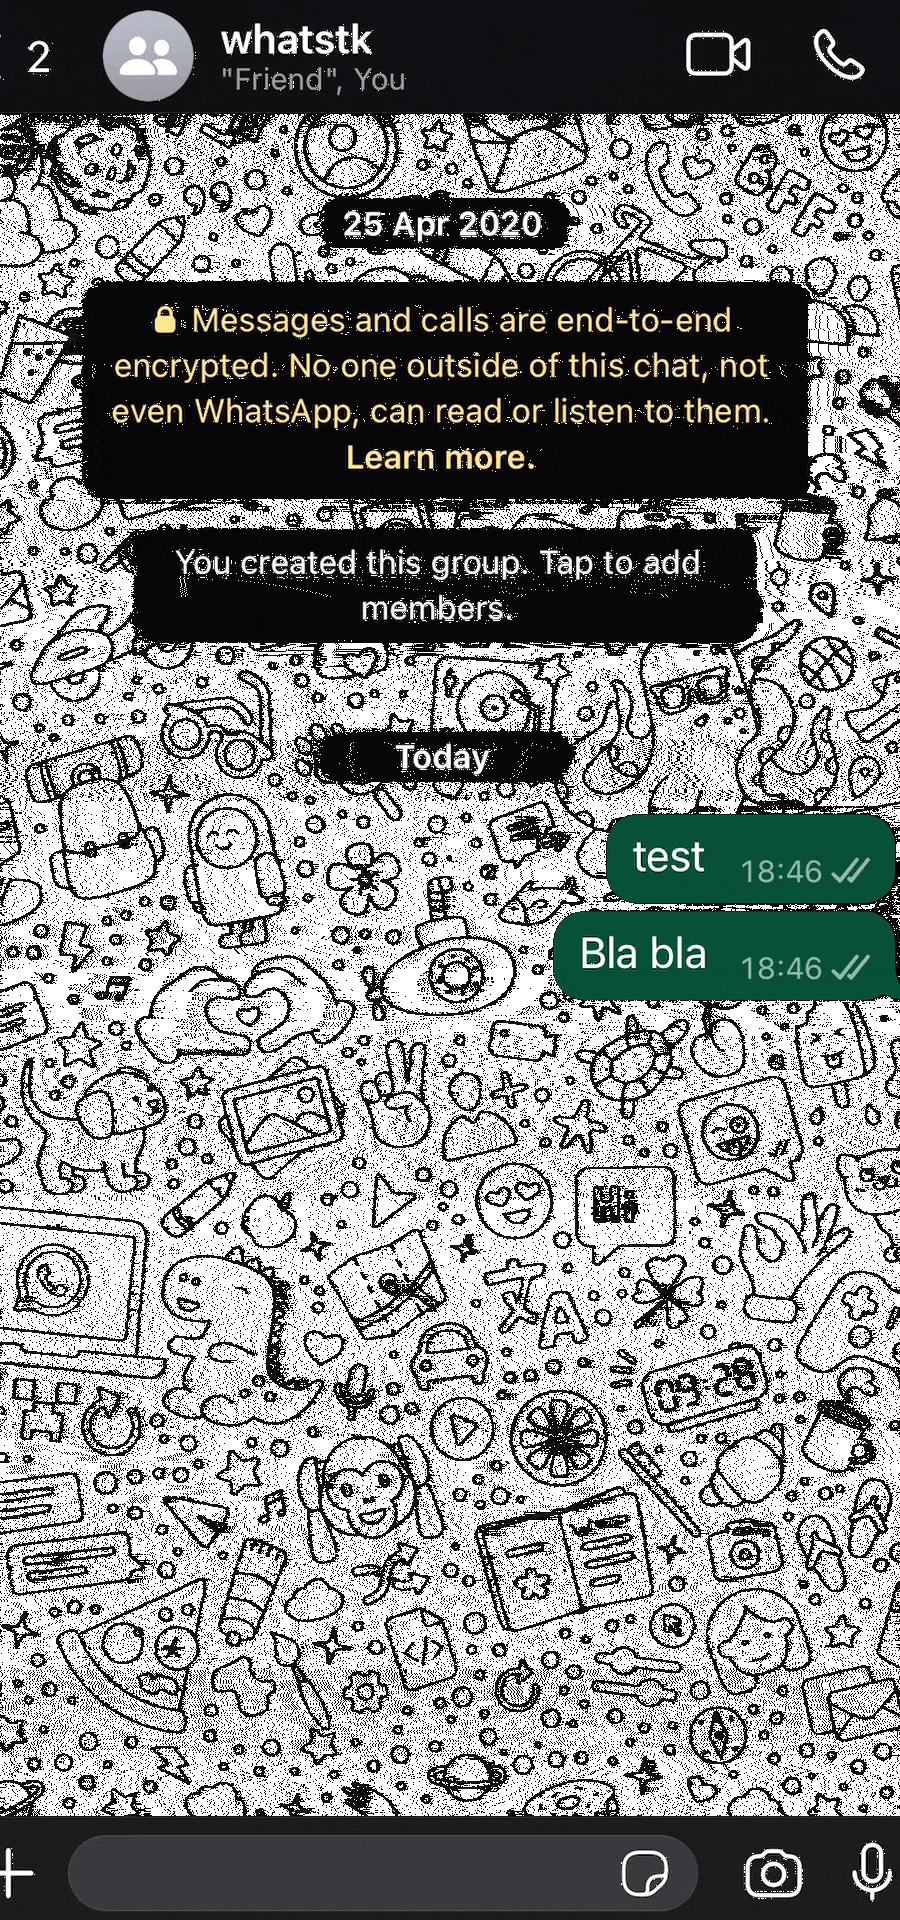 2
whatstk
"Friend", You
25 Apr 2020
Messages and calls are end-to-end
encrypted. No one outside of this chat, not
even WhatsApp, can read or listen to them.
Learn more.
You created this group. Tap to add
members.
Today
test 18:46
Bla bla 18:46